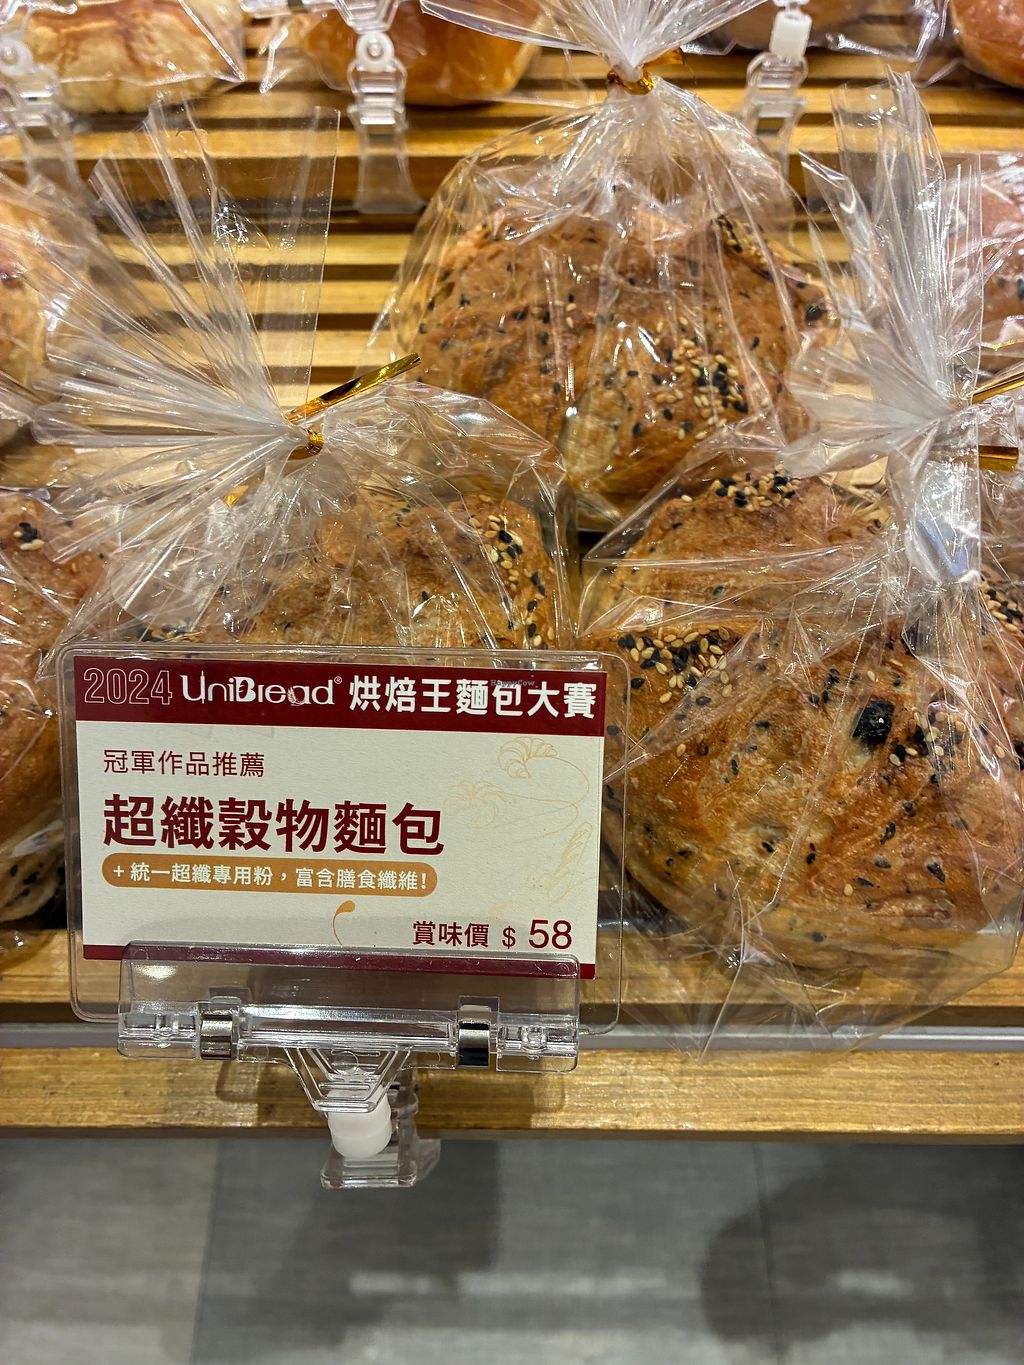 2024 UniBread® 烘焙王麵包大賽
HappyCow
冠軍作品推薦
超纖穀物麵包
+ 統一超纖專用粉，富含膳食纖維!
賞味價 $ 58